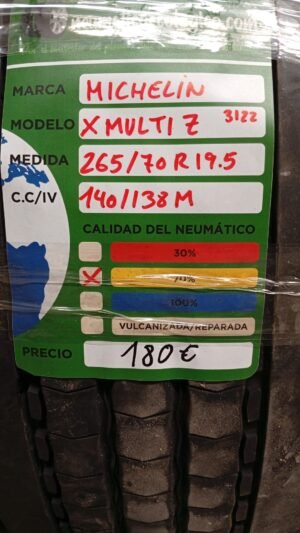 MARCA MICHELIN
MODELO X MULTI Z 3122
MEDIDA 265/70 R 19.5
C.C/IV 140/138 M
CALIDAD DEL NEUMÁTICO
30%
X 70%
100%
VULCANIZADA/REPARADA
PRECIO 180 €